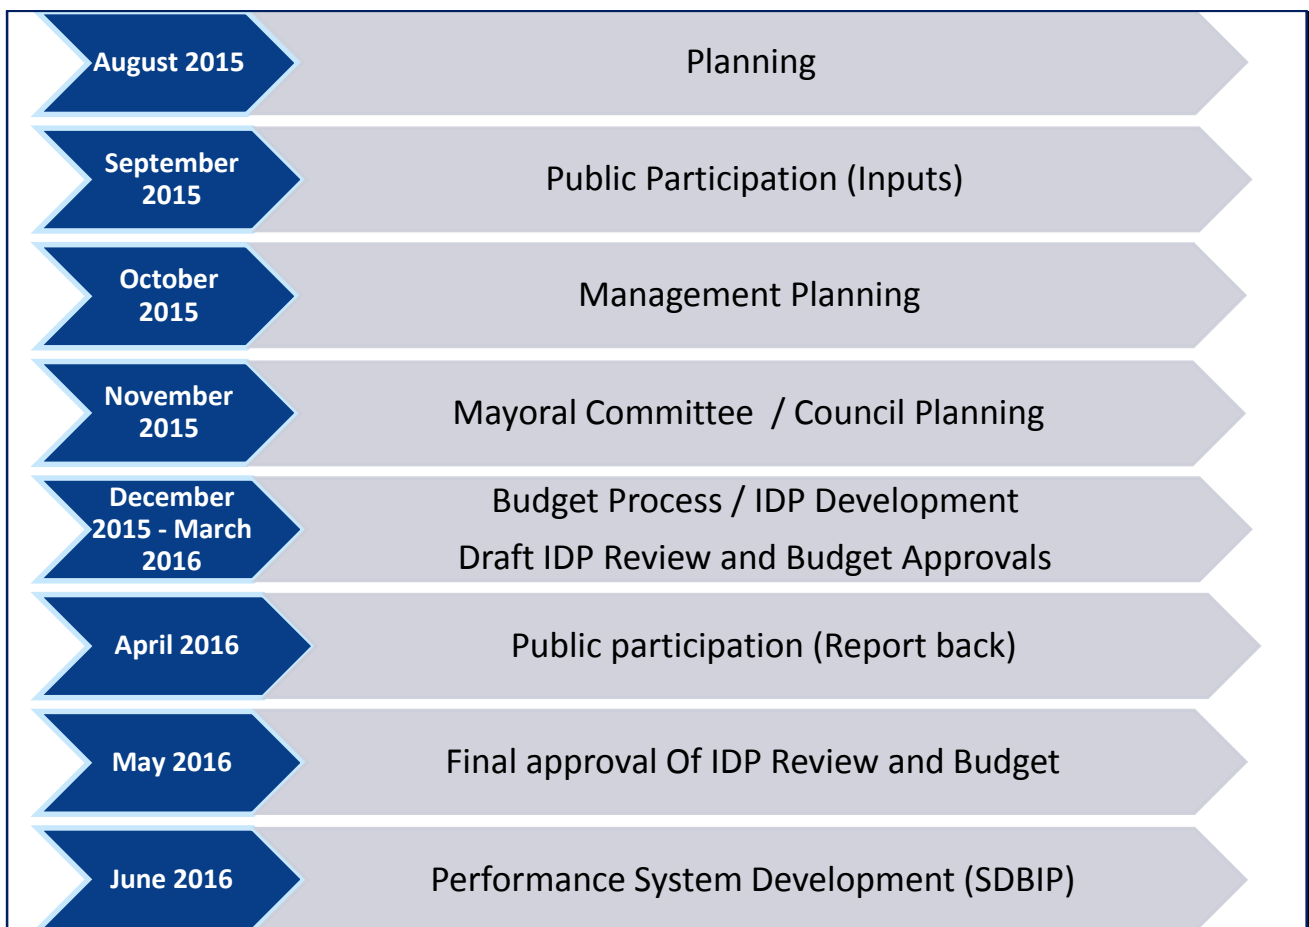 August 2015
Planning
September
2015
Public Participation (Inputs)
October
2015
Management Planning
November
2015
Mayoral Committee / Council Planning
December
2015 - March
2016
Budget Process / IDP Development
Draft IDP Review and Budget Approvals
April 2016
Public participation (Report back)
May 2016
Final approval Of IDP Review and Budget
June 2016
Performance System Development (SDBIP)